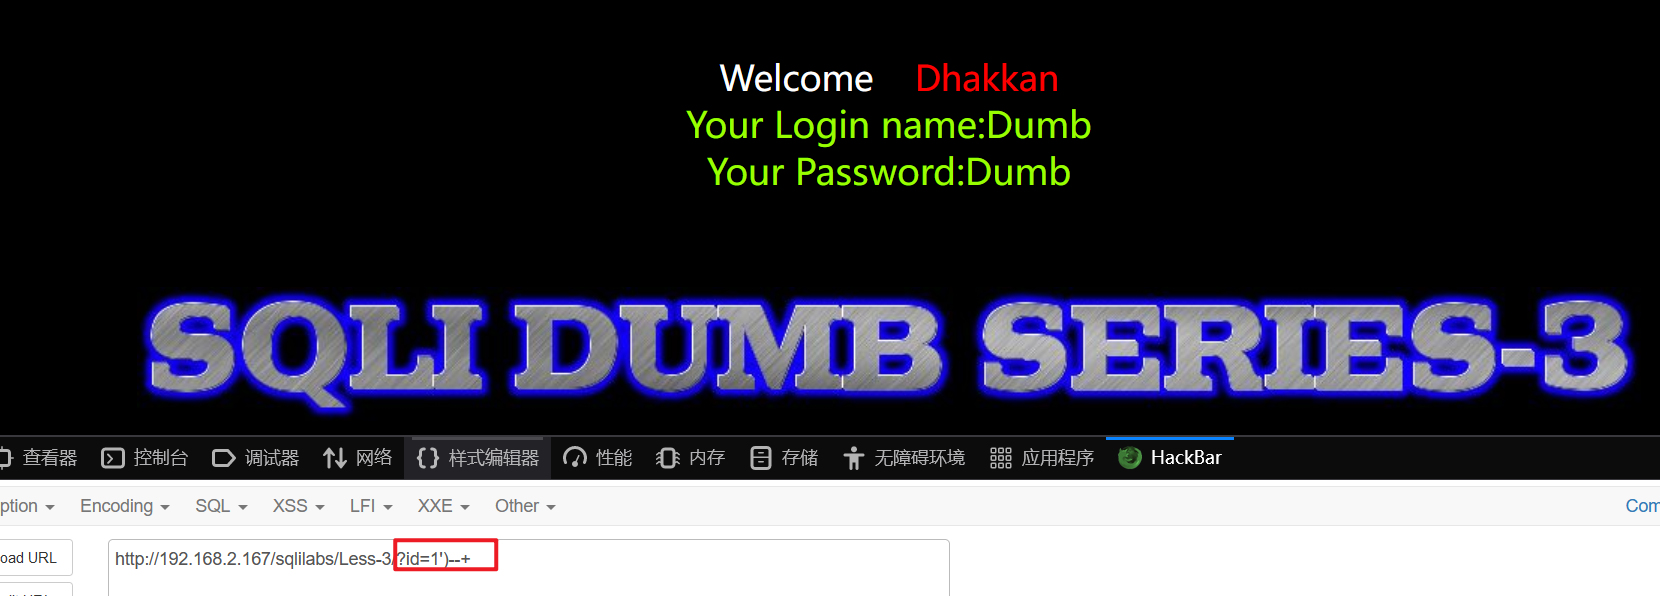 Welcome Dhakkan
Your Login name:Dumb
Your Password:Dumb
SQLI DUMB SERIES-3
查看器 控制台 调试器 网络 {} 样式编辑器 性能 内存 存储 无障碍环境 应用程序 HackBar
ption Encoding SQL XSS LFI XXE Other Com
oad URL http://192.168.2.167/sqlilabs/Less-3/?id=1')--+